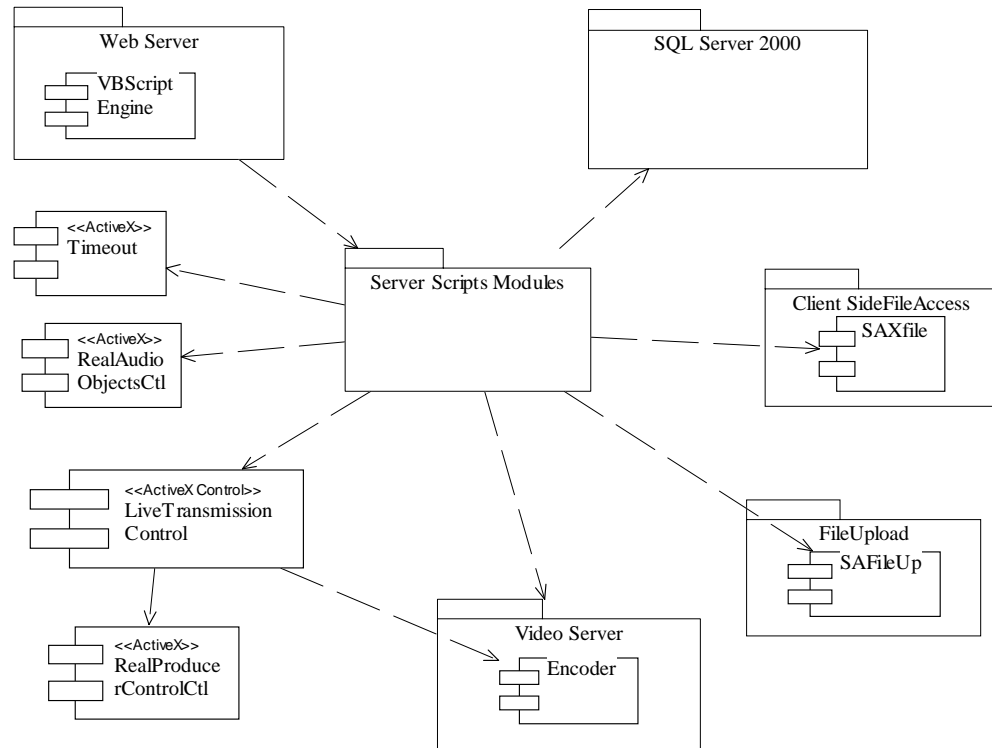 Web Server
VBScript
Engine
SQL Server 2000
<<ActiveX>>
Timeout
Server Scripts Modules
Client SideFileAccess
SAXfile
<<ActiveX>>
RealAudio
ObjectsCtl
<<ActiveX Control>>
LiveTransmission
Control
FileUpload
SAFileUp
<<ActiveX>>
RealProduce
rControlCtl
Video Server
Encoder